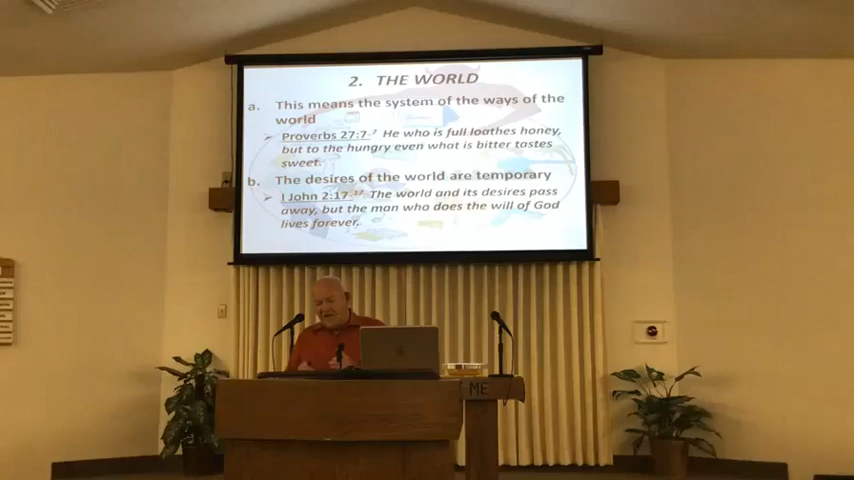 2. THE WORLD
a. This means the system of the ways of the
world
➢ Proverbs 27:7 ⁷ He who is full loathes honey,
but to the hungry even what is bitter tastes
sweet.
b. The desires of the world are temporary
➢ I John 2:17 ¹⁷ The world and its desires pass
away, but the man who does the will of God
lives forever.
ME